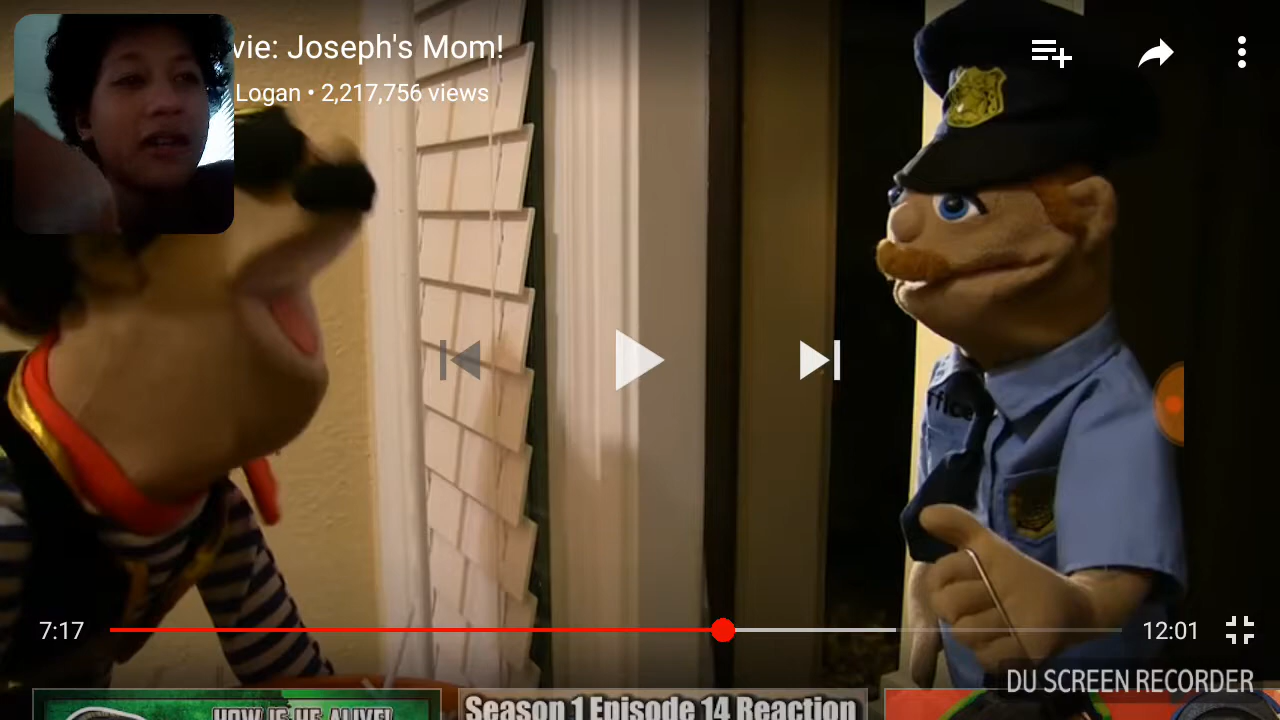 vie: Joseph's Mom!
Logan • 2,217,756 views
ffice
7:17
12:01
DU SCREEN RECORDER
HOW IS HE ALIVE!
Season 1 Episode 14 Reaction